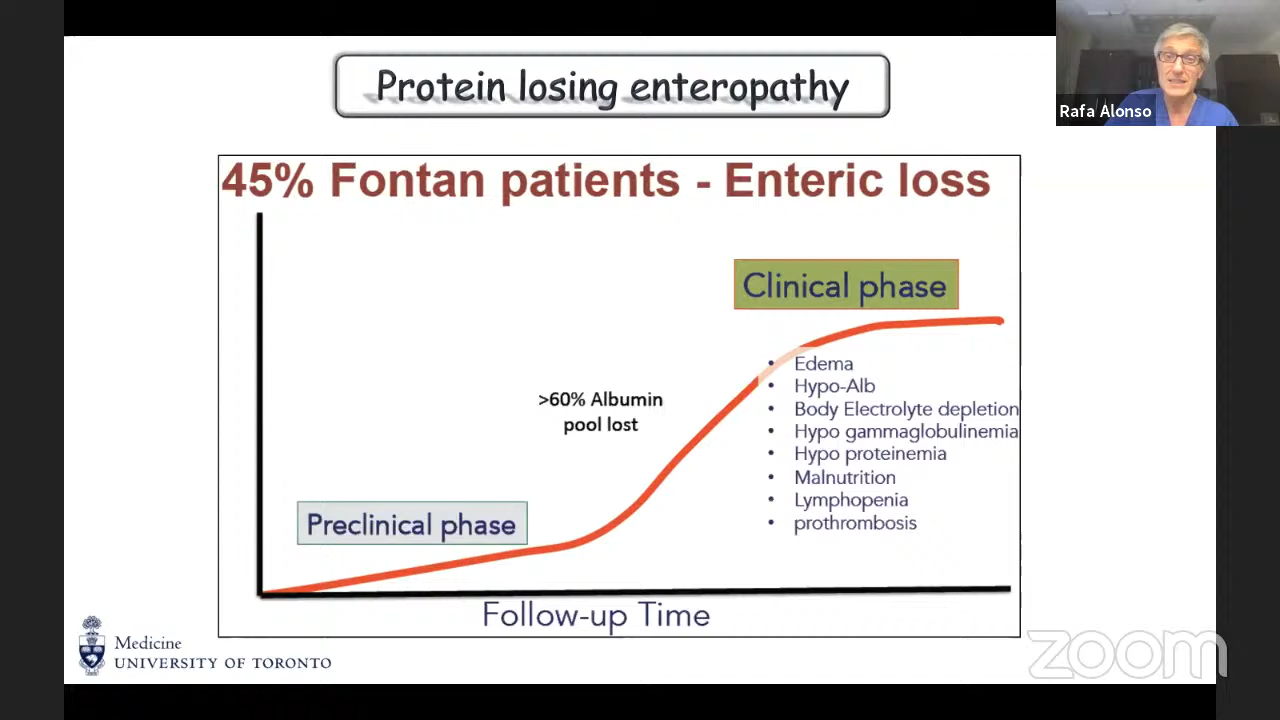 Protein losing enteropathy
Rafa Alonso
45% Fontan patients - Enteric loss
Clinical phase
• Edema
• Hypo-Alb
• Body Electrolyte depletion
• Hypo gammaglobulinemia
• Hypo proteinemia
• Malnutrition
• Lymphopenia
• prothrombosis
>60% Albumin
pool lost
Preclinical phase
Follow-up Time
Medicine
UNIVERSITY OF TORONTO
zoom